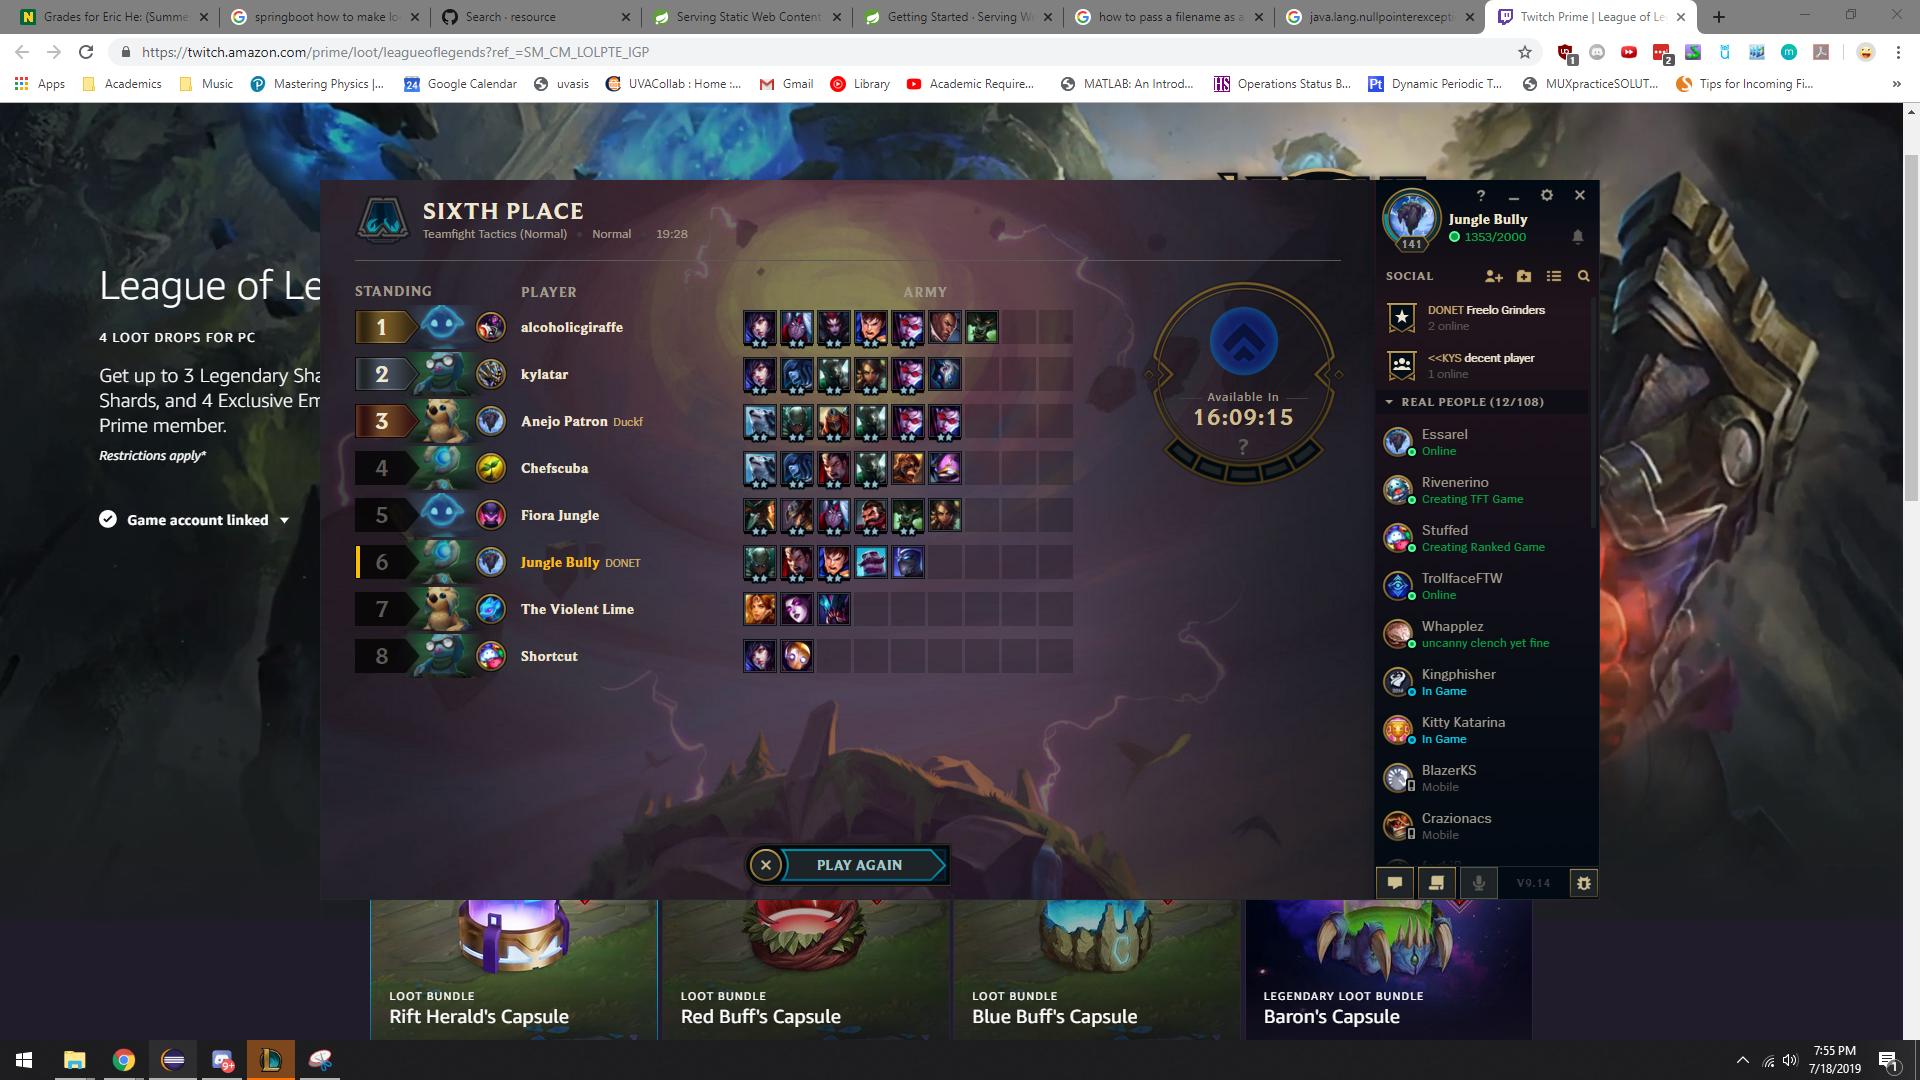 Grades for Eric He: (Summe
springboot how to make lo
Search · resource
Serving Static Web Content
Getting Started · Serving W
how to pass a filename as a
java.lang.nullpointerexcepti
Twitch Prime | League of Le
https://twitch.amazon.com/prime/loot/leagueoflegends?ref_=SM_CM_LOLPTE_IGP
1
2
Apps
Academics
Music
Mastering Physics |...
24
Google Calendar
uvasis
UVACollab : Home :...
Gmail
Library
Academic Require...
MATLAB: An Introd...
HS
Operations Status B...
Pt
Dynamic Periodic T...
MUXpracticeSOLUT...
Tips for Incoming Fi...
»
League of Le
4 LOOT DROPS FOR PC
Get up to 3 Legendary Sha
Shards, and 4 Exclusive Em
Prime member.
Restrictions apply*
Game account linked
SIXTH PLACE
Teamfight Tactics (Normal) • Normal 19:28
STANDING PLAYER ARMY
1 alcoholicgiraffe
2 kylatar
3 Anejo Patron Duckf
4 Chefscuba
5 Fiora Jungle
6 Jungle Bully DONET
7 The Violent Lime
8 Shortcut
Available In
16:09:15
?
PLAY AGAIN
?
Jungle Bully
1353/2000
141
SOCIAL
DONET Freelo Grinders
2 online
<<KYS decent player
1 online
REAL PEOPLE (12/108)
Essarel
Online
Rivenerino
Creating TFT Game
Stuffed
Creating Ranked Game
TrollfaceFTW
Online
Whapplez
uncanny clench yet fine
Kingphisher
In Game
Kitty Katarina
In Game
BlazerKS
Mobile
Crazionacs
Mobile
V9.14
LOOT BUNDLE
Rift Herald's Capsule
LOOT BUNDLE
Red Buff's Capsule
LOOT BUNDLE
Blue Buff's Capsule
LEGENDARY LOOT BUNDLE
Baron's Capsule
9+
7:55 PM
7/18/2019
1